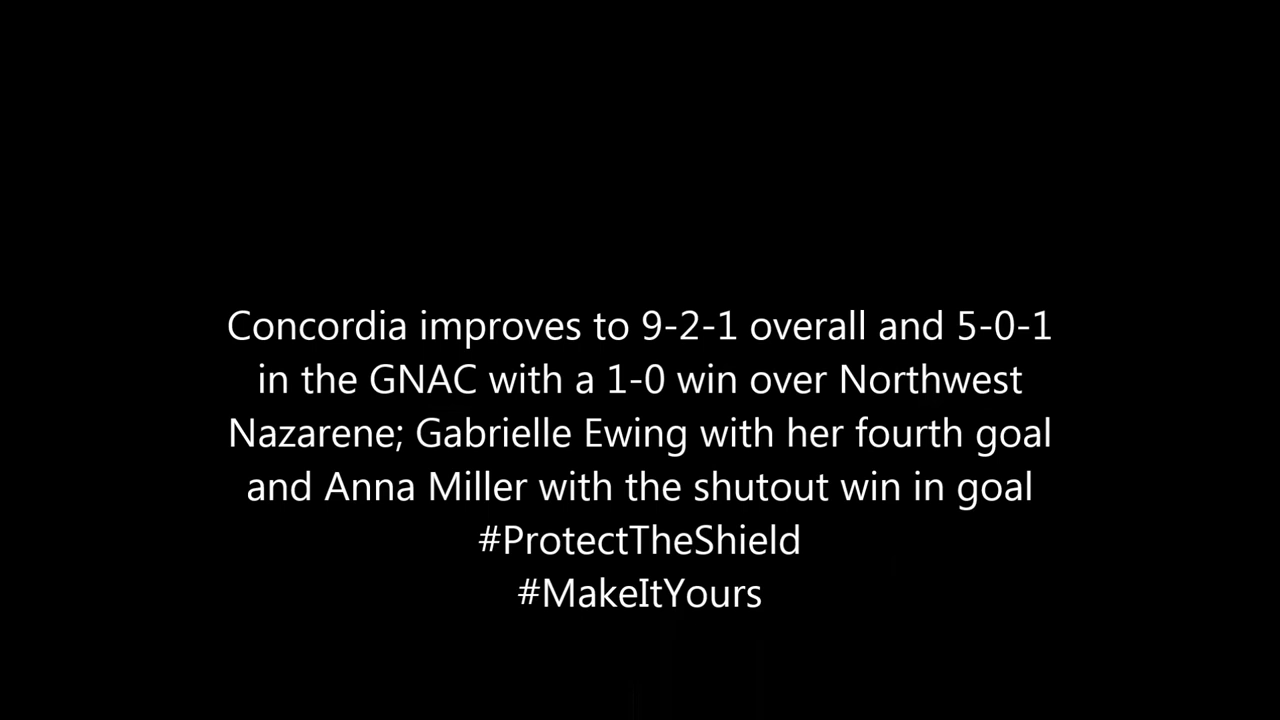 Concordia improves to 9-2-1 overall and 5-0-1
in the GNAC with a 1-0 win over Northwest
Nazarene; Gabrielle Ewing with her fourth goal
and Anna Miller with the shutout win in goal
#ProtectTheShield
#MakeItYours